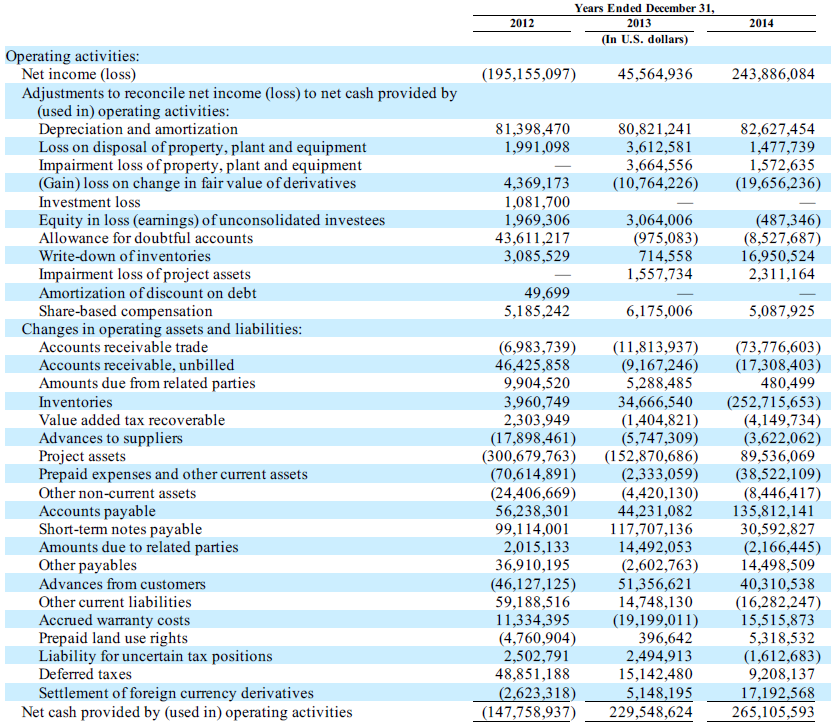 Years Ended December 31,
2012 2013 2014
(In U.S. dollars)
Operating activities:
Net income (loss) (195,155,097) 45,564,936 243,886,084
Adjustments to reconcile net income (loss) to net cash provided by
(used in) operating activities:
Depreciation and amortization 81,398,470 80,821,241 82,627,454
Loss on disposal of property, plant and equipment 1,991,098 3,612,581 1,477,739
Impairment loss of property, plant and equipment — 3,664,556 1,572,635
(Gain) loss on change in fair value of derivatives 4,369,173 (10,764,226) (19,656,236)
Investment loss 1,081,700 — —
Equity in loss (earnings) of unconsolidated investees 1,969,306 3,064,006 (487,346)
Allowance for doubtful accounts 43,611,217 (975,083) (8,527,687)
Write-down of inventories 3,085,529 714,558 16,950,524
Impairment loss of project assets — 1,557,734 2,311,164
Amortization of discount on debt 49,699 — —
Share-based compensation 5,185,242 6,175,006 5,087,925
Changes in operating assets and liabilities:
Accounts receivable trade (6,983,739) (11,813,937) (73,776,603)
Accounts receivable, unbilled 46,425,858 (9,167,246) (17,308,403)
Amounts due from related parties 9,904,520 5,288,485 480,499
Inventories 3,960,749 34,666,540 (252,715,653)
Value added tax recoverable 2,303,949 (1,404,821) (4,149,734)
Advances to suppliers (17,898,461) (5,747,309) (3,622,062)
Project assets (300,679,763) (152,870,686) 89,536,069
Prepaid expenses and other current assets (70,614,891) (2,333,059) (38,522,109)
Other non-current assets (24,406,669) (4,420,130) (8,446,417)
Accounts payable 56,238,301 44,231,082 135,812,141
Short-term notes payable 99,114,001 117,707,136 30,592,827
Amounts due to related parties 2,015,133 14,492,053 (2,166,445)
Other payables 36,910,195 (2,602,763) 14,498,509
Advances from customers (46,127,125) 51,356,621 40,310,538
Other current liabilities 59,188,516 14,748,130 (16,282,247)
Accrued warranty costs 11,334,395 (19,199,011) 15,515,873
Prepaid land use rights (4,760,904) 396,642 5,318,532
Liability for uncertain tax positions 2,502,791 2,494,913 (1,612,683)
Deferred taxes 48,851,188 15,142,480 9,208,137
Settlement of foreign currency derivatives (2,623,318) 5,148,195 17,192,568
Net cash provided by (used in) operating activities (147,758,937) 229,548,624 265,105,593